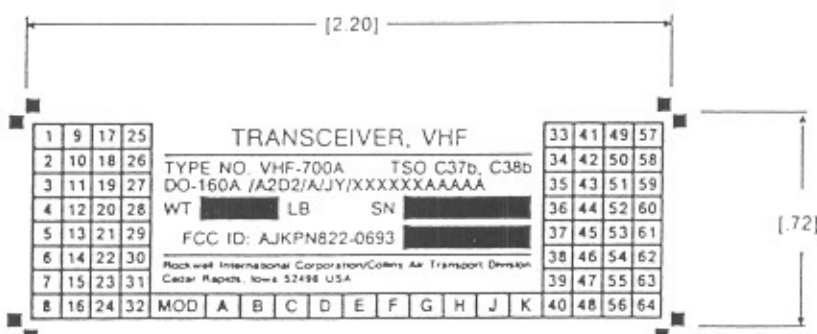 [2.20]
1 9 17 25 TRANSCEIVER, VHF 33 41 49 57
2 10 18 26 TYPE NO. VHF-700A TSO C37b, C38b 34 42 50 58
3 11 19 27 DO-160A /A2D2/A/JY/XXXXXXAAAAA 35 43 51 59
4 12 20 28 WT LB SN 36 44 52 60
[.72]
5 13 21 29 FCC ID: AJKPN822-0693 37 45 53 61
6 14 22 30 Rockwell International Corporation/Collins Air Transport Division 38 46 54 62
7 15 23 31 Cedar Rapids, Iowa 52498 USA 39 47 55 63
8 16 24 32 MOD A B C D E F G H J K 40 48 56 64